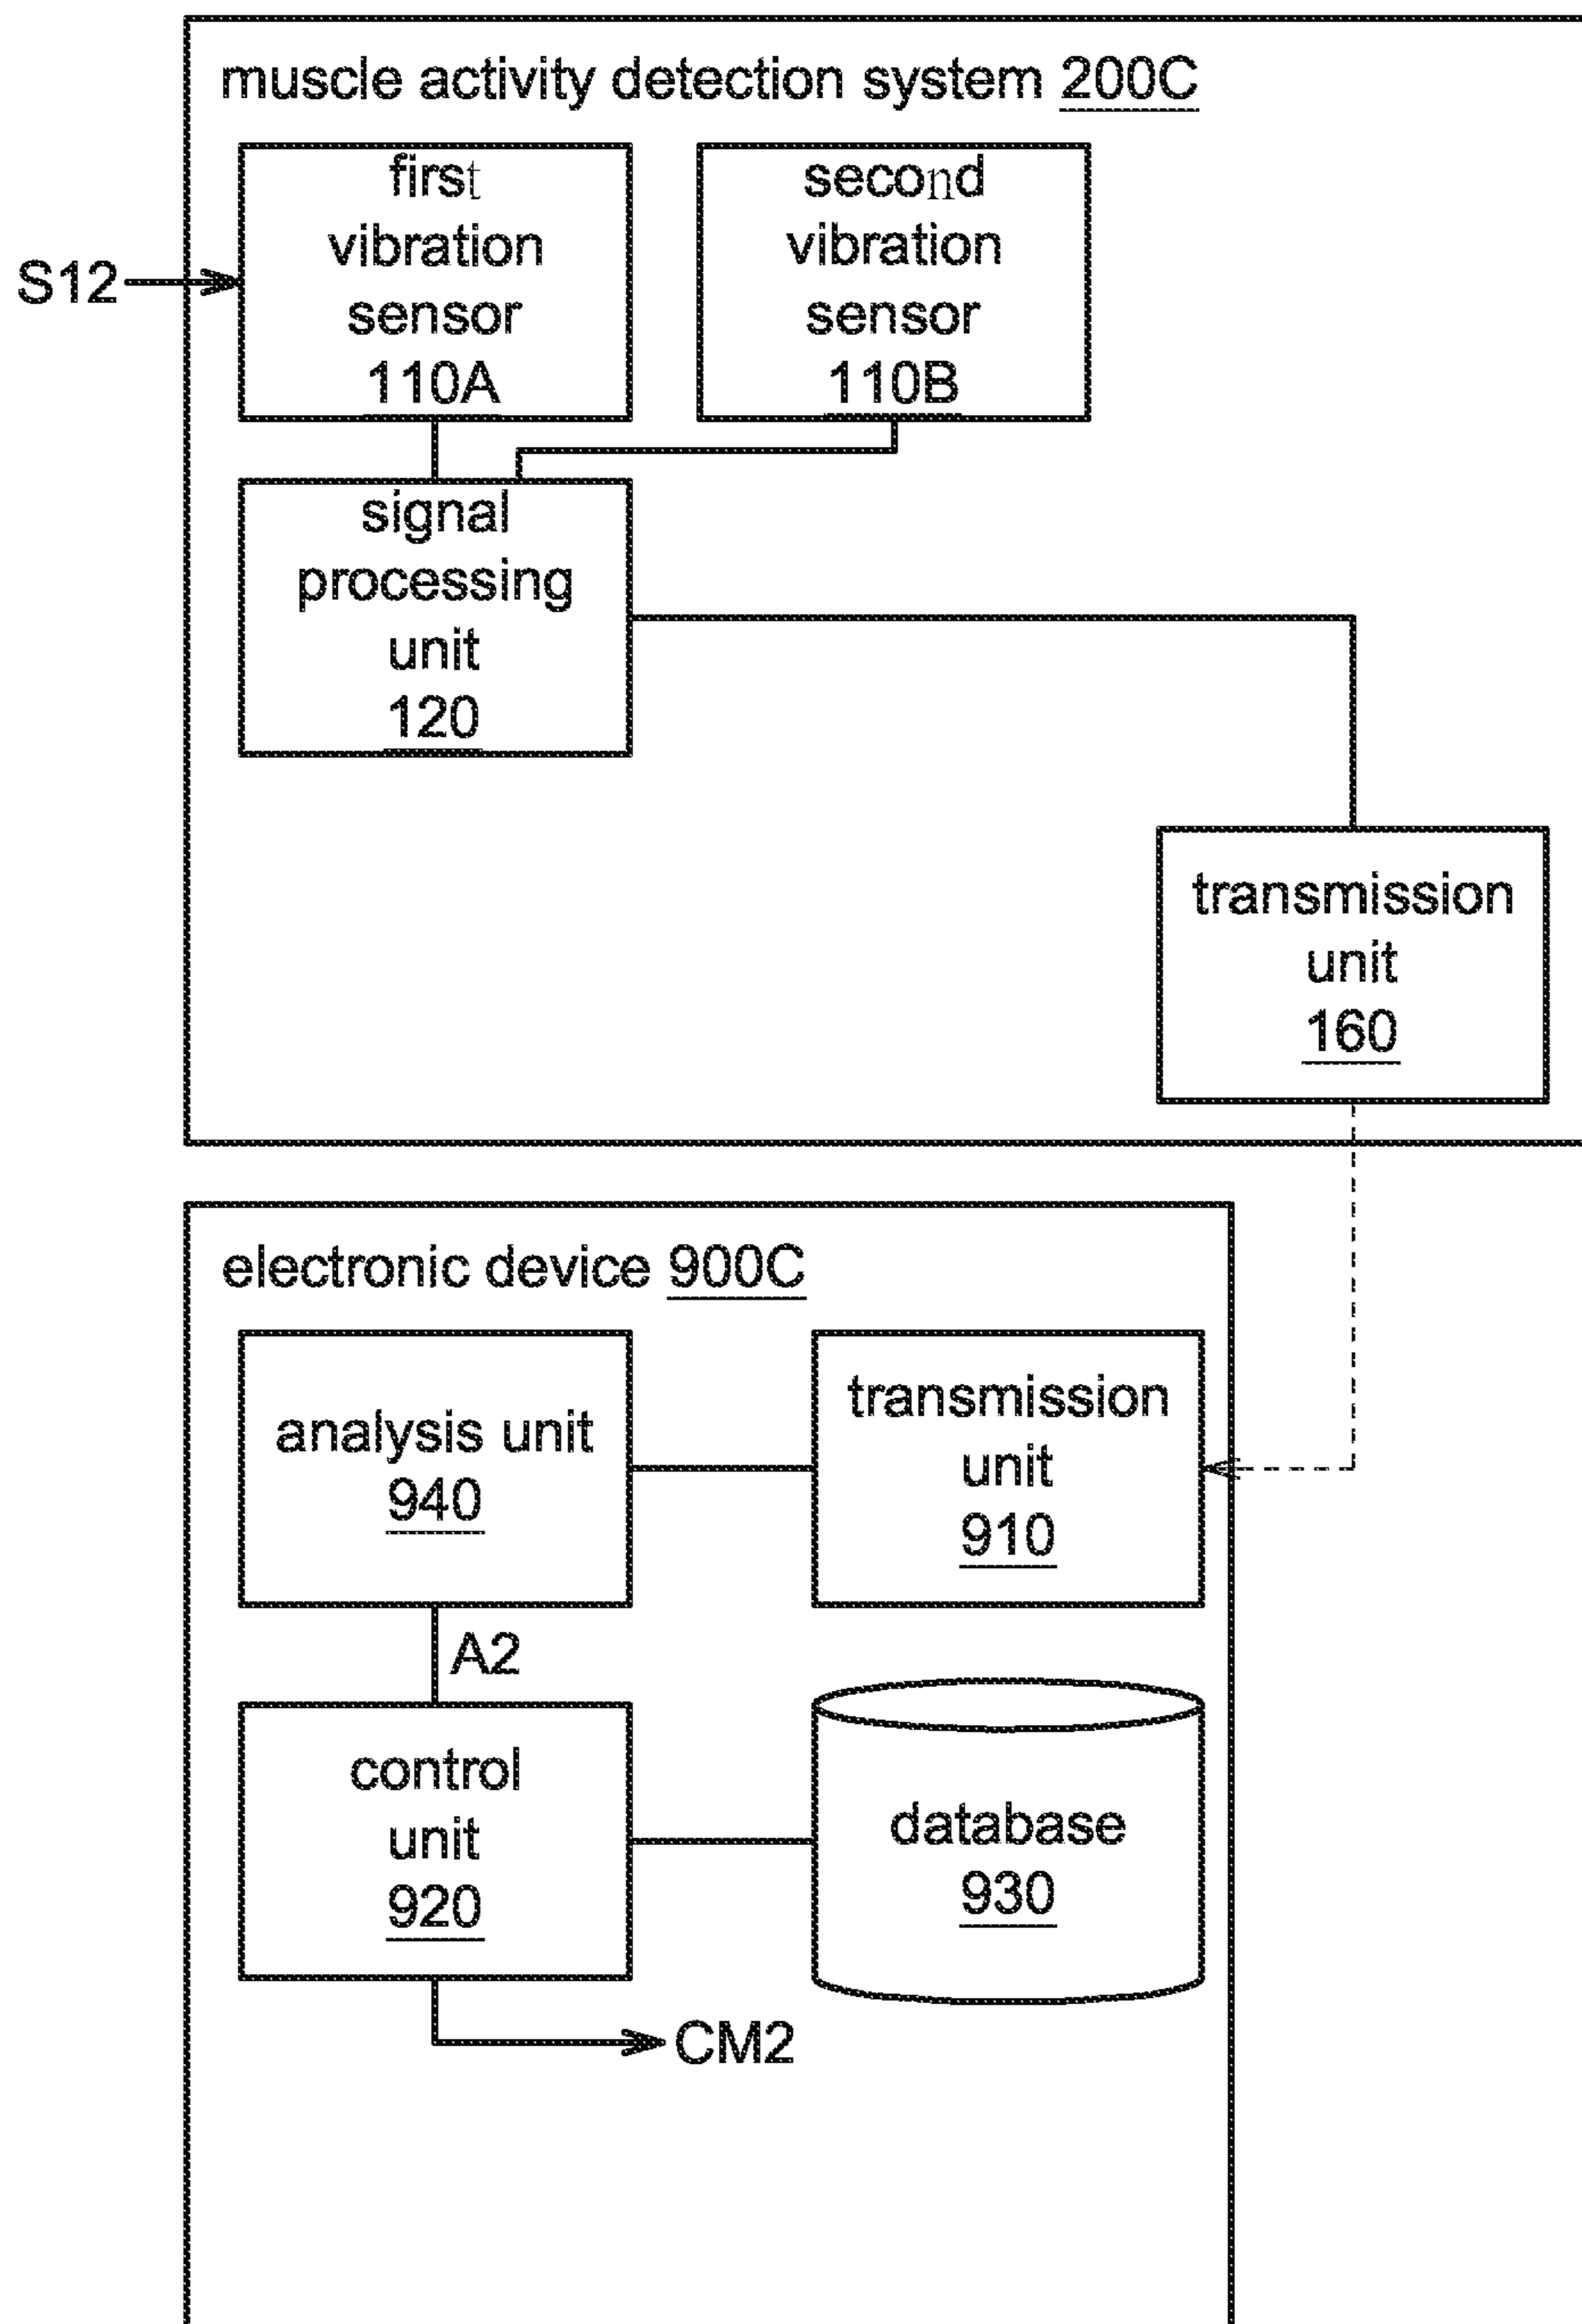 muscle activity detection system 200C
first
vibration
sensor
110A
second
vibration
sensor
110B
S12
signal
processing
unit
120
transmission
unit
160
electronic device 900C
analysis unit
940
transmission
unit
910
A2
control
unit
920
database
930
CM2